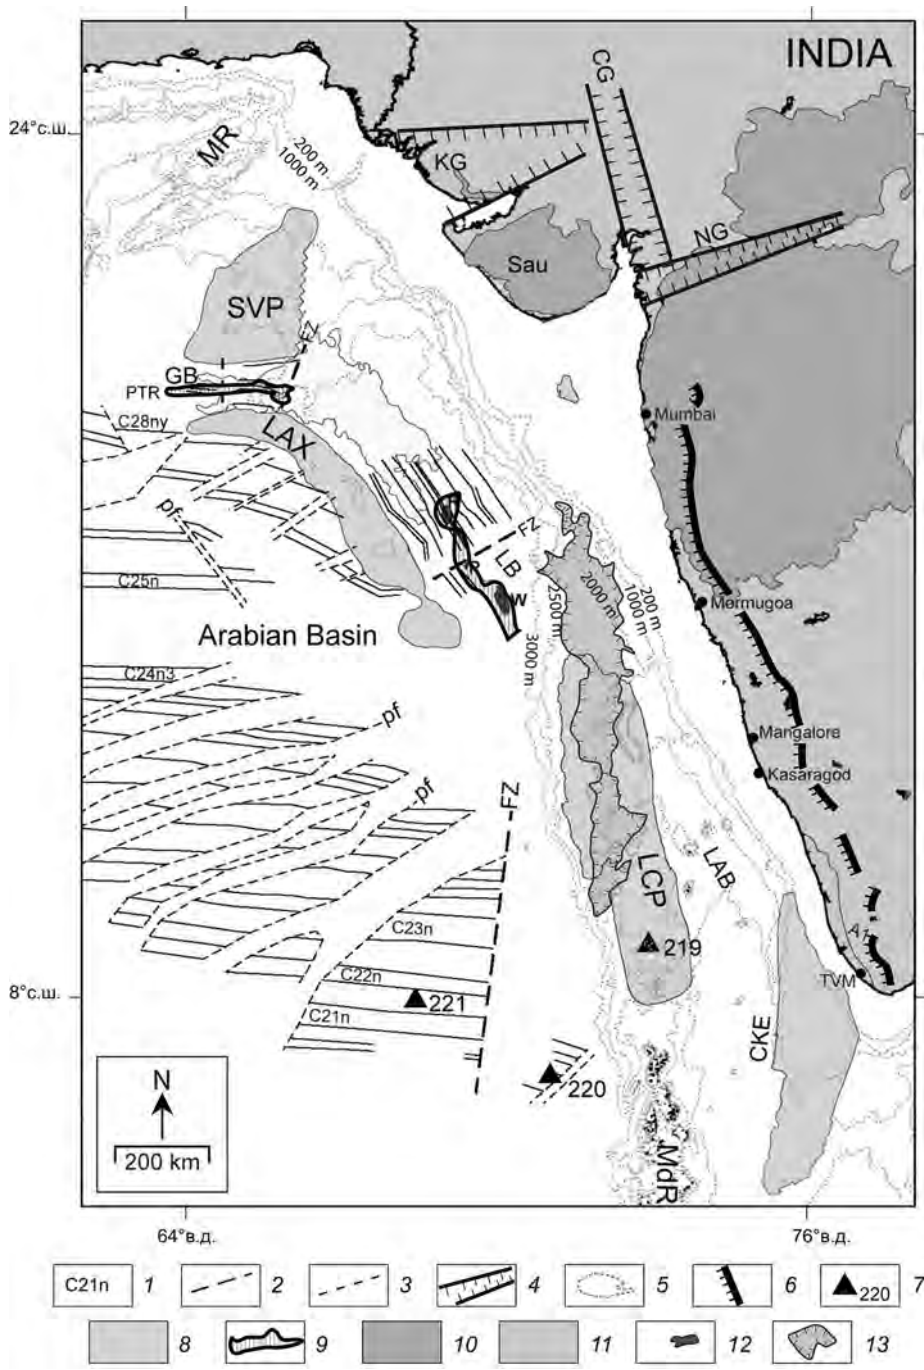 INDIA
CG
24°с.ш.
MR
200 m
1000 m
KG
NG
Sau
SVP
FZ
GB
PTR
Mumbai
C28ny
LAX
pf
FZ
LB
C25n
W
2500 m
2000 m
200 m
1000 m
Mormugoa
Arabian Basin
3000 m
C24n3
pf
Mangalore
Kasaragod
pf
FZ
LAB
LCP
C23n
219
A1
C22n
TVM
8°с.ш.
221
C21n
CKE
220
N
200 km
MdR
64°в.д.
76°в.д.
C21n 1 2 3 4 5 6 220 7
8 9 10 11 12 13